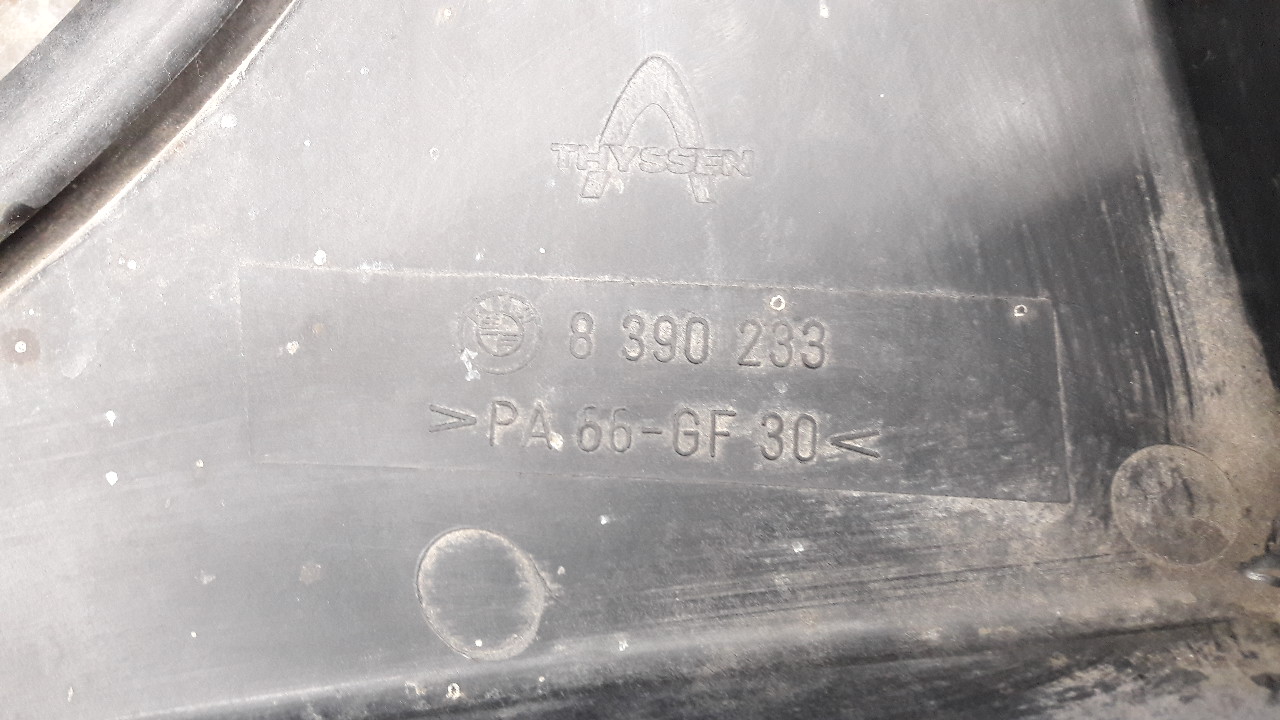 THYSSEN
8 390 233
>PA 66-GF 30<